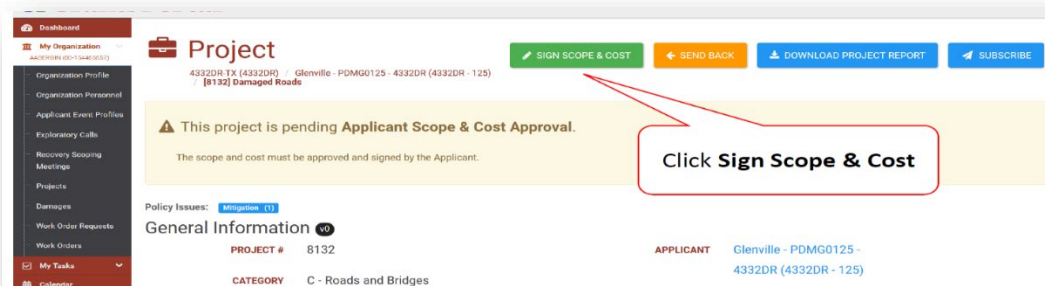 Dashboard
My Organization
Organization Profile
Organization Personnel
Applicant Event Profiles
Exploratory Calls
Recovery Scoping
Meetings
Projects
Damages
Work Order Requests
Work Orders
My Tasks
Calendar
Project
4332DR-TX (4332DR) / Glenville - PDMG0125 - 4332DR (4332DR - 125)
/ [8132] Damaged Roads
SIGN SCOPE & COST
SEND BACK
DOWNLOAD PROJECT REPORT
SUBSCRIBE
This project is pending Applicant Scope & Cost Approval.
The scope and cost must be approved and signed by the Applicant.
Click Sign Scope & Cost
Policy Issues: Mitigation (1)
General Information v0
PROJECT # 8132
CATEGORY C - Roads and Bridges
APPLICANT Glenville - PDMG0125 -
4332DR (4332DR - 125)